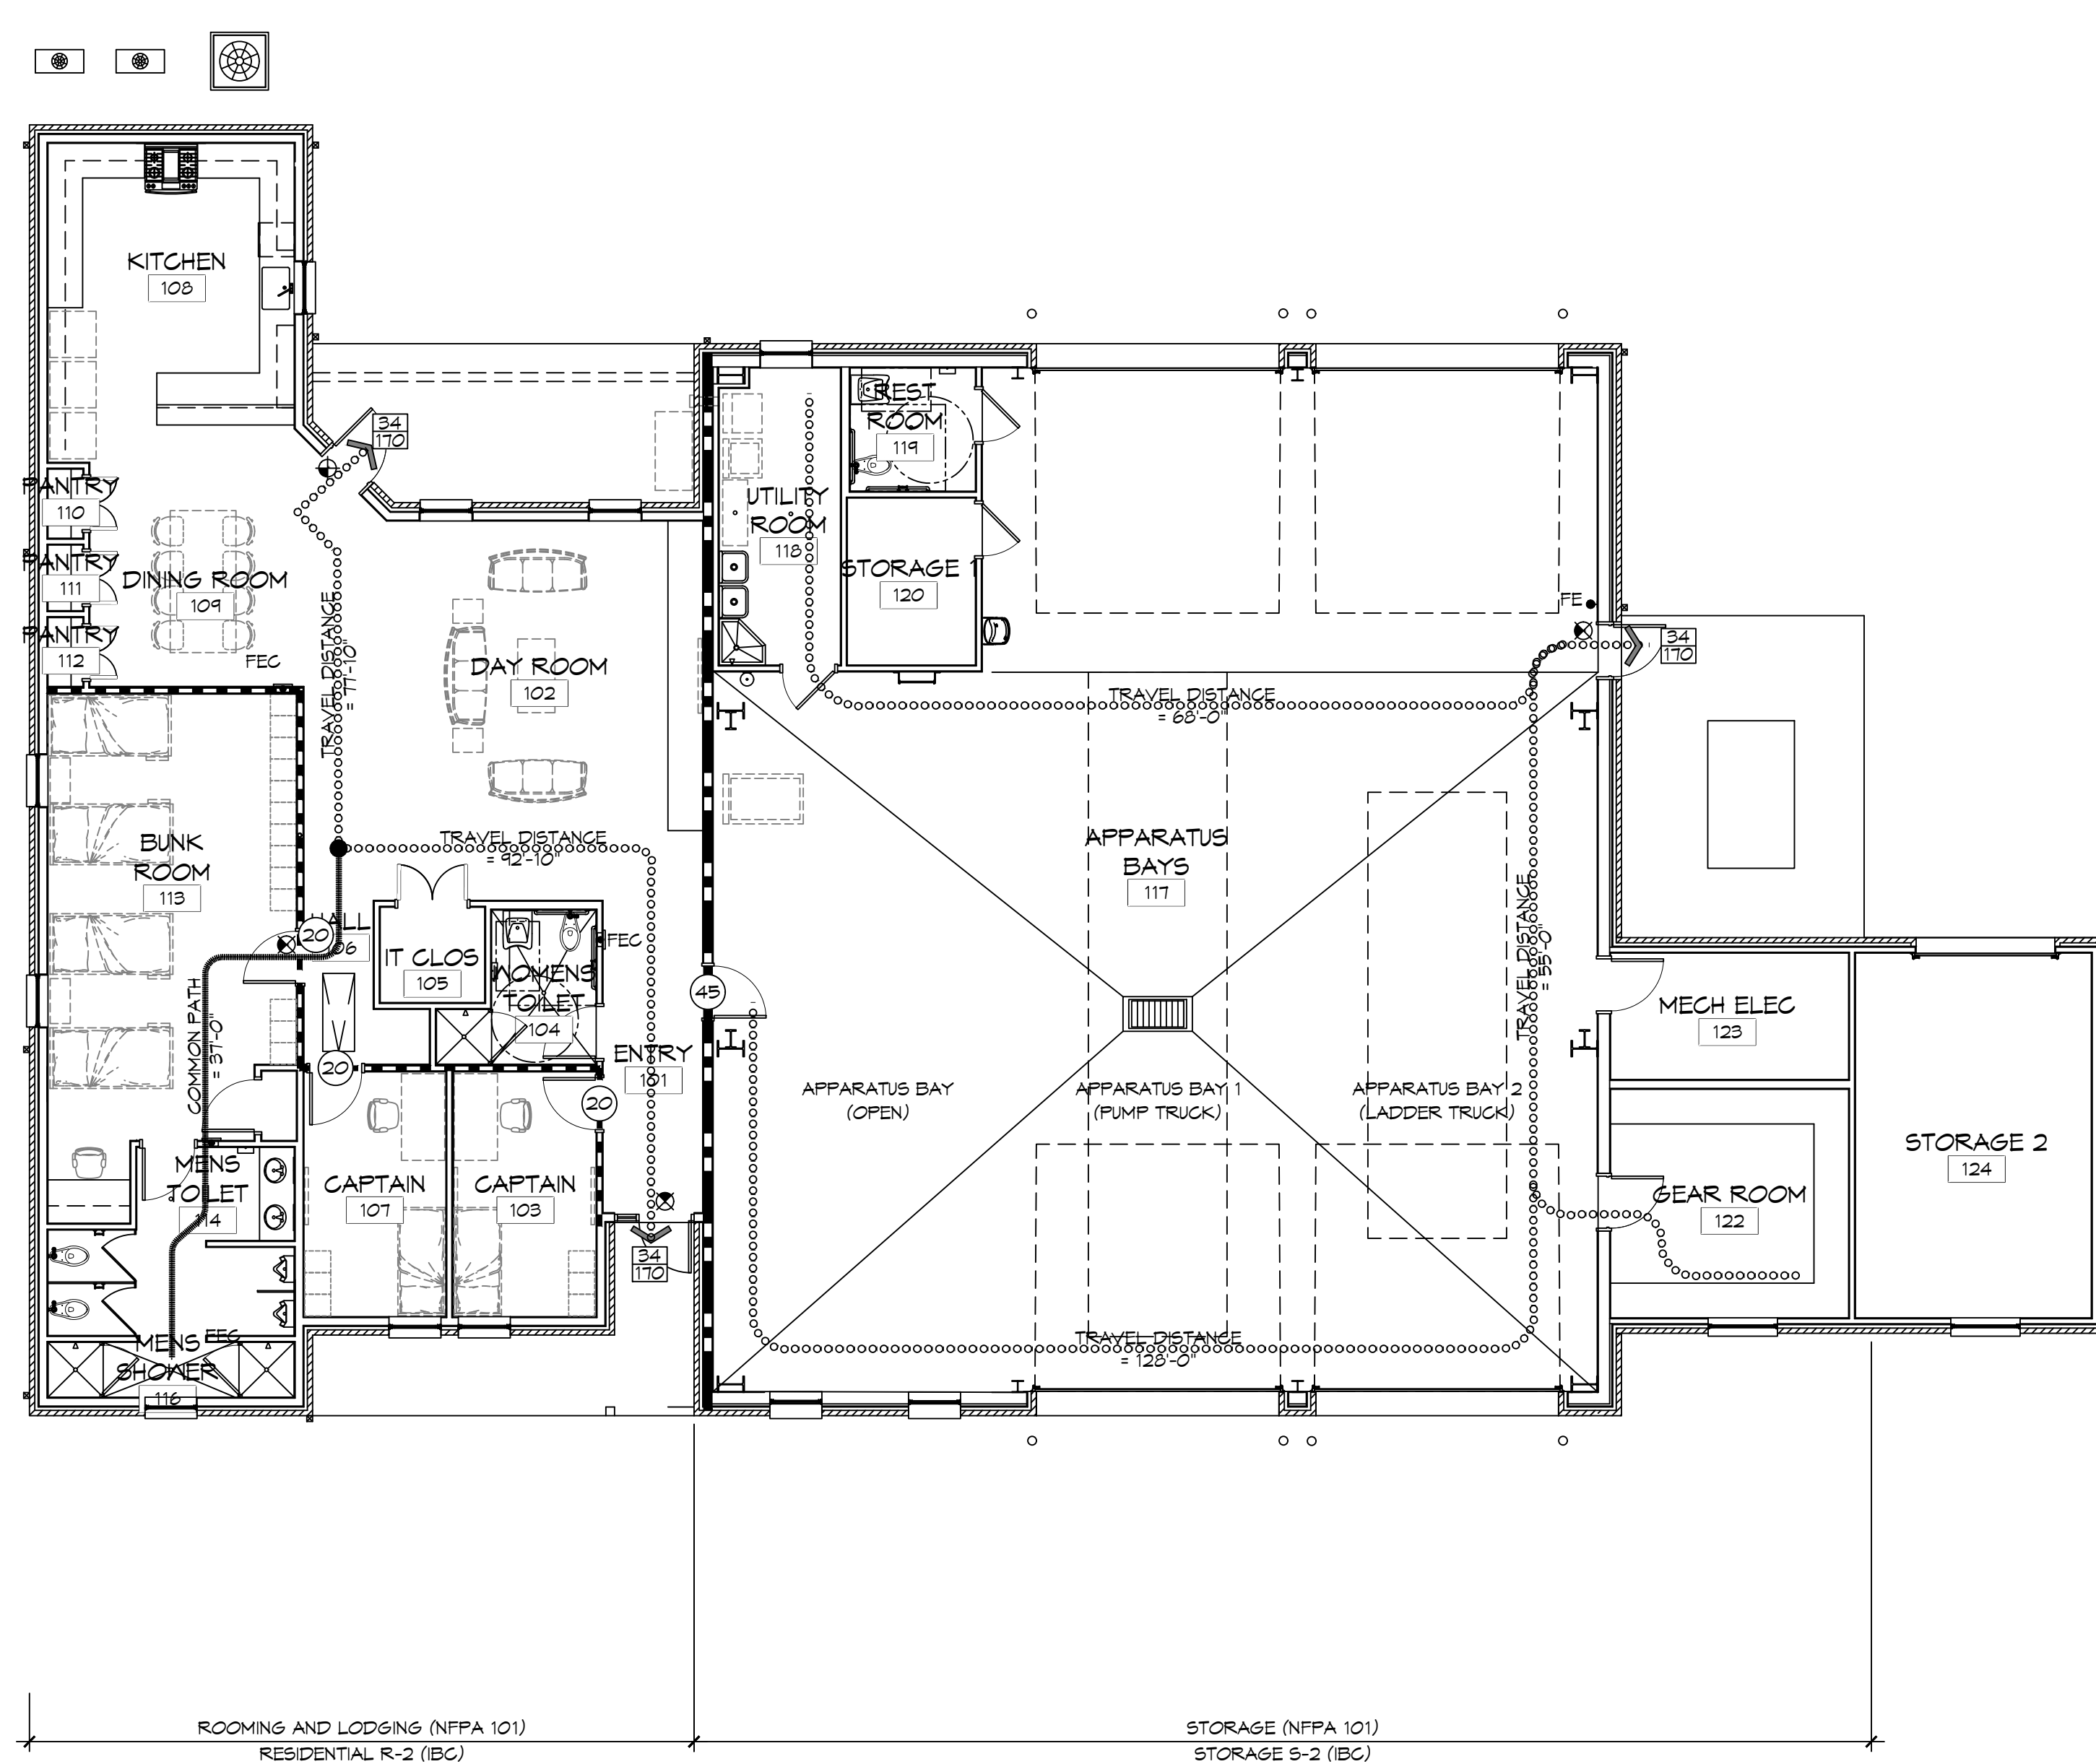 KITCHEN
108
34
170
REST
ROOM
119
PANTRY
110
UTILITY
ROOM
118
PANTRY
111
DINING ROOM
109
STORAGE 1
120
FE
PANTRY
112
FEC
TRAVEL DISTANCE
= 77'-10"
DAY ROOM
102
34
170
TRAVEL DISTANCE
= 68'-0"
BUNK
ROOM
113
TRAVEL DISTANCE
= 92'-10"
APPARATUS
BAYS
117
TRAVEL DISTANCE
= 55'-0"
20
IT CLOS
105
FEC
WOMENS
TOILET
104
45
COMMON PATH
= 37'-0"
20
ENTRY
101
20
MECH ELEC
123
APPARATUS BAY
(OPEN)
APPARATUS BAY 1
(PUMP TRUCK)
APPARATUS BAY 2
(LADDER TRUCK)
MENS
TOILET
114
CAPTAIN
107
CAPTAIN
103
34
170
GEAR ROOM
122
STORAGE 2
124
MENS
SHOWER
116
FEC
TRAVEL DISTANCE
= 128'-0"
ROOMING AND LODGING (NFPA 101)
RESIDENTIAL R-2 (IBC)
STORAGE (NFPA 101)
STORAGE S-2 (IBC)